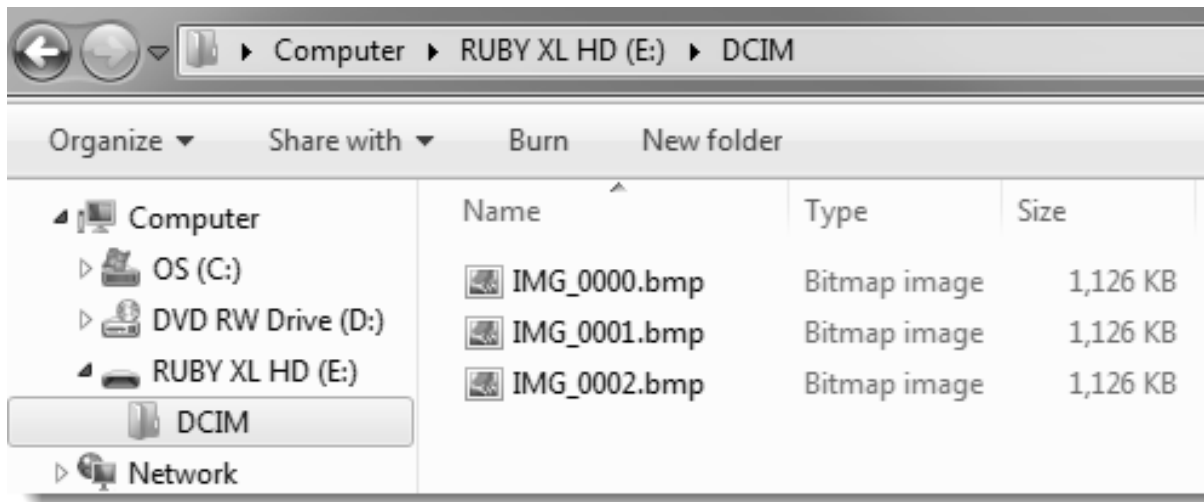 Computer RUBY XL HD (E:) DCIM
Organize Share with Burn New folder
Computer
OS (C:)
DVD RW Drive (D:)
RUBY XL HD (E:)
DCIM
Network
Name Type Size
IMG_0000.bmp Bitmap image 1,126 KB
IMG_0001.bmp Bitmap image 1,126 KB
IMG_0002.bmp Bitmap image 1,126 KB